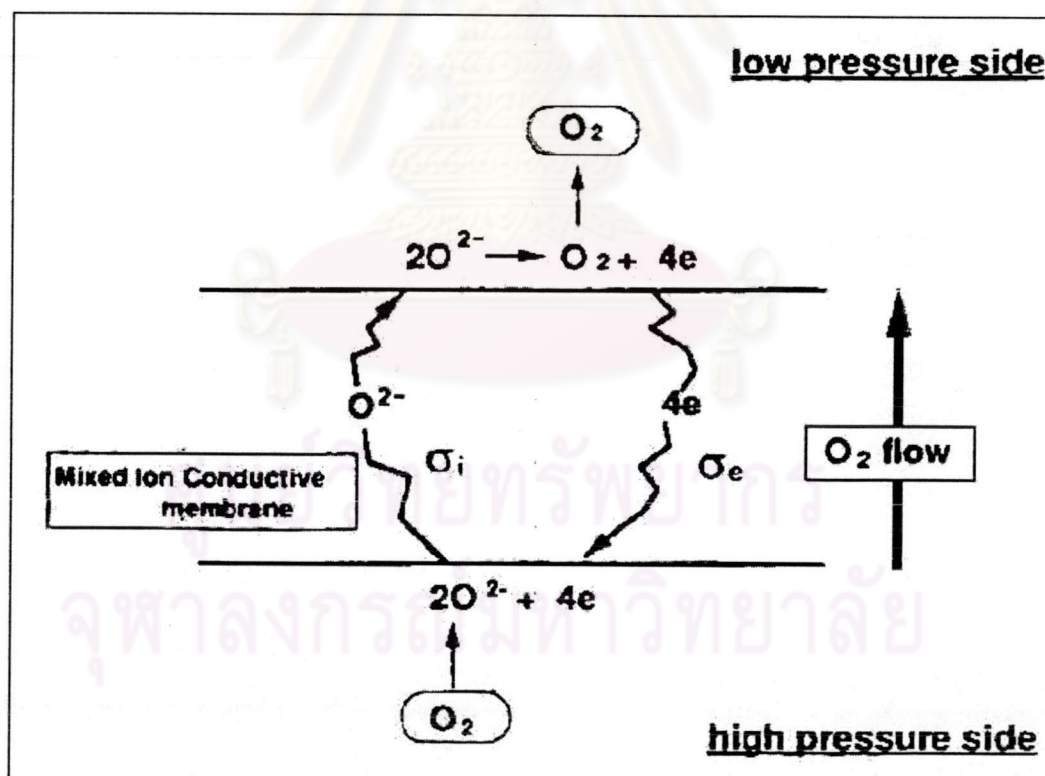 low pressure side
O₂
2O²⁻ → O₂ + 4e
O²⁻
4e
σᵢ
σₑ
O₂ flow
Mixed Ion Conductive
membrane
ศูนย์วิทยทรัพยากร
2O²⁻ + 4e
จุฬาลงกรณ์มหาวิทยาลัย
O₂
high pressure side